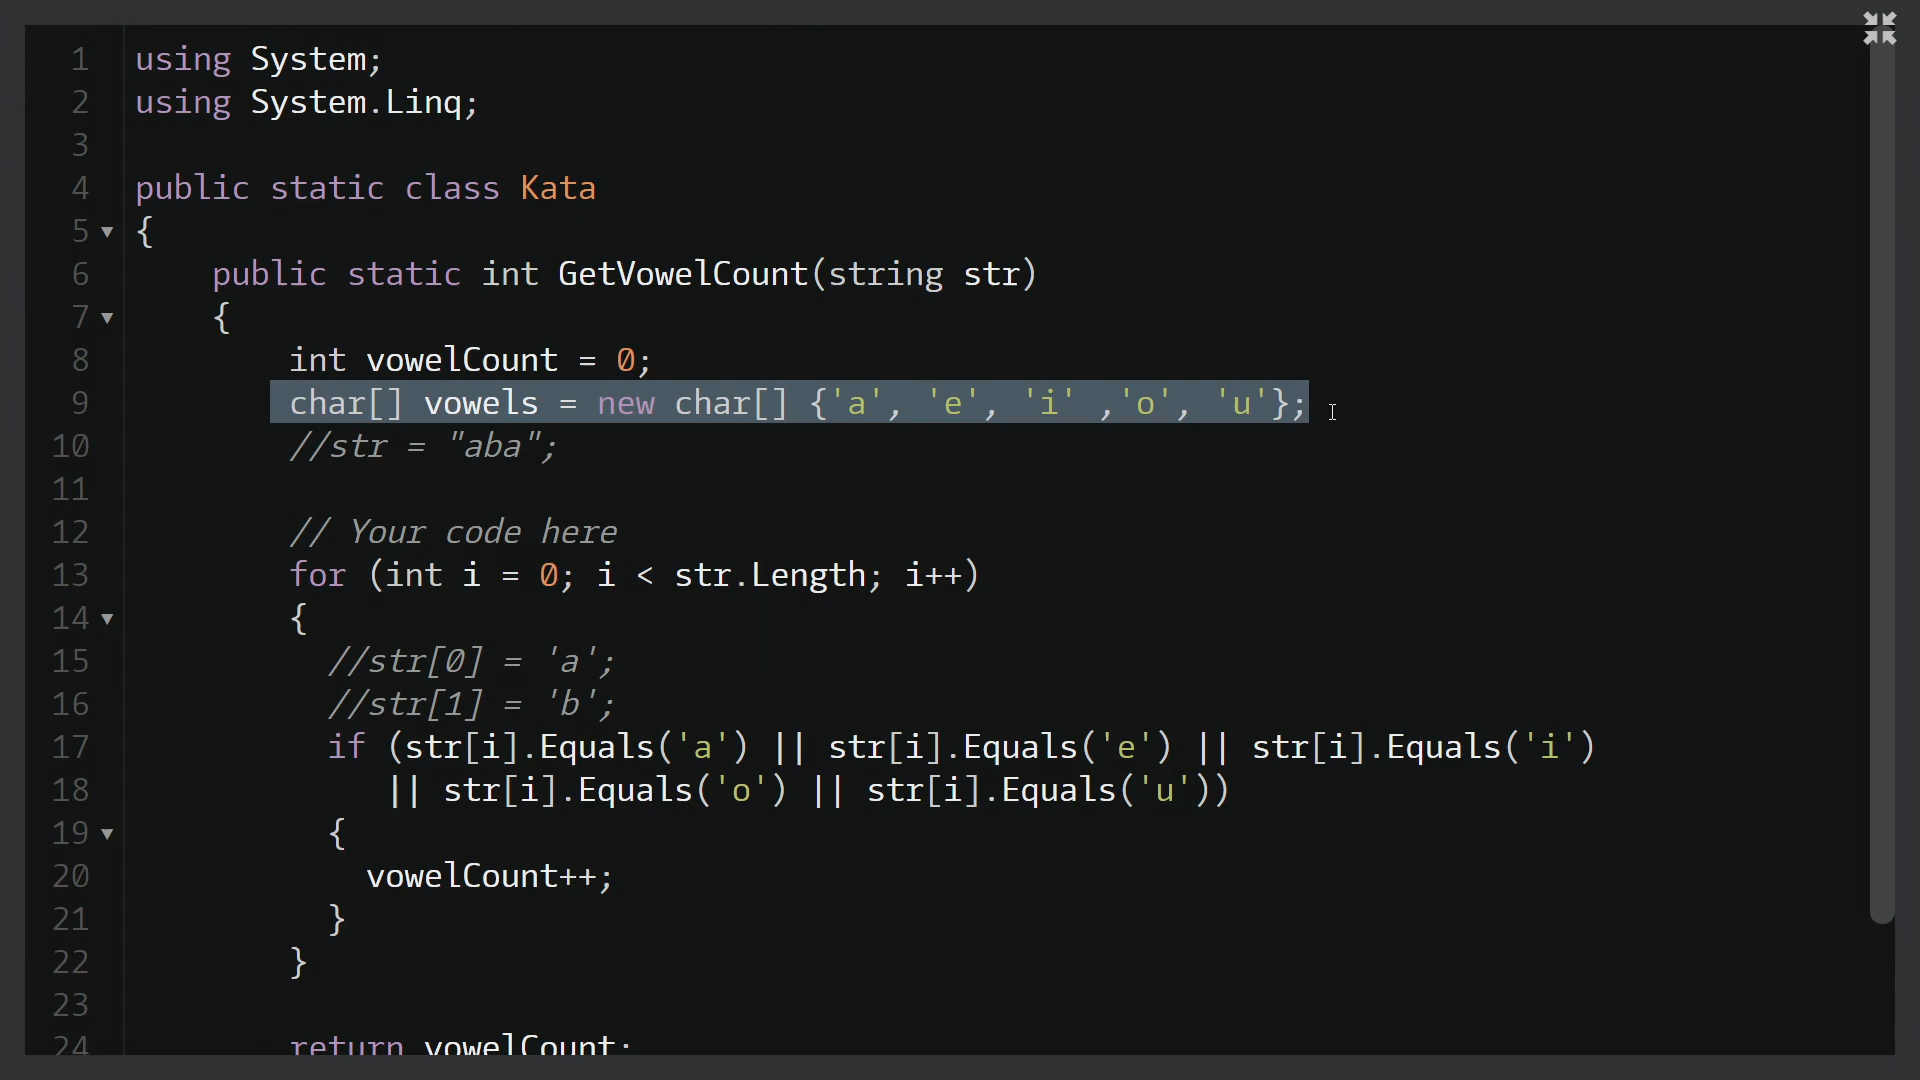 1 using System;
2 using System.Linq;
3
4 public static class Kata
5 {
6 public static int GetVowelCount(string str)
7 {
8 int vowelCount = 0;
9 char[] vowels = new char[] {'a', 'e', 'i' ,'o', 'u'};
10 //str = "aba";
11
12 // Your code here
13 for (int i = 0; i < str.Length; i++)
14 {
15 //str[0] = 'a';
16 //str[1] = 'b';
17 if (str[i].Equals('a') || str[i].Equals('e') || str[i].Equals('i')
18 || str[i].Equals('o') || str[i].Equals('u'))
19 {
20 vowelCount++;
21 }
22 }
23
24 return vowelCount;